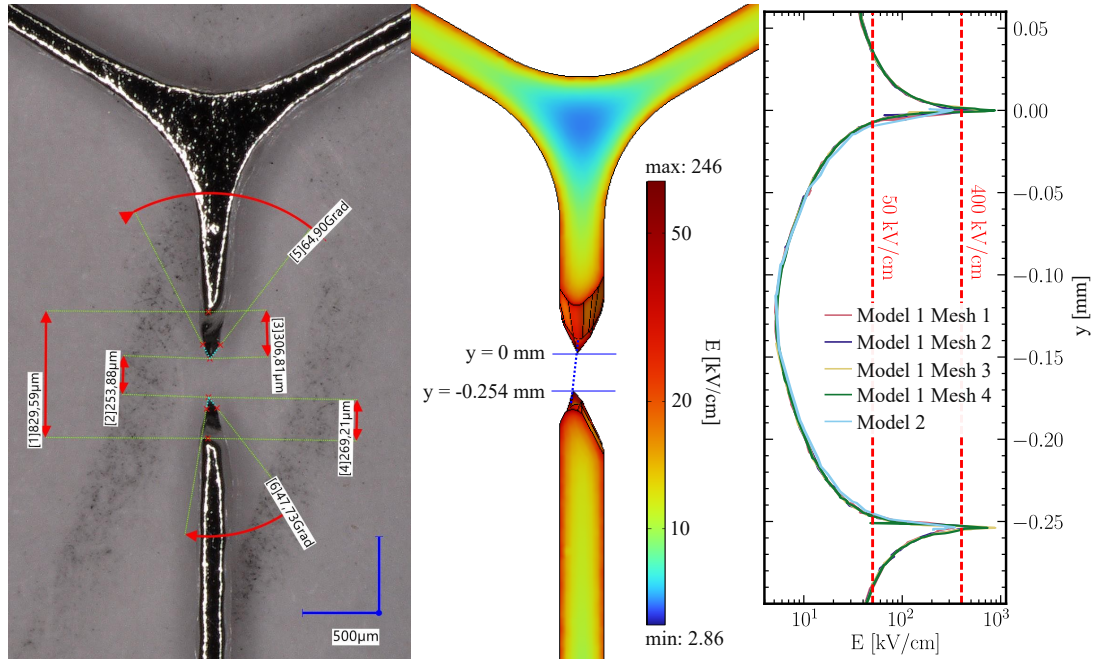 [5]64,90Grad
[3]306,81µm
[2]253,88µm
[1]829,59µm
[4]269,21µm
[6]47,73Grad
500µm
max: 246
50
20
10
min: 2.86
E [kV/cm]
y = 0 mm
y = -0.254 mm
0.06
0.00
−0.05
−0.10
−0.15
−0.20
−0.25
y [mm]
50 kV/cm
400 kV/cm
Model 1 Mesh 1
Model 1 Mesh 2
Model 1 Mesh 3
Model 1 Mesh 4
Model 2
10¹ 10² 10³
E [kV/cm]